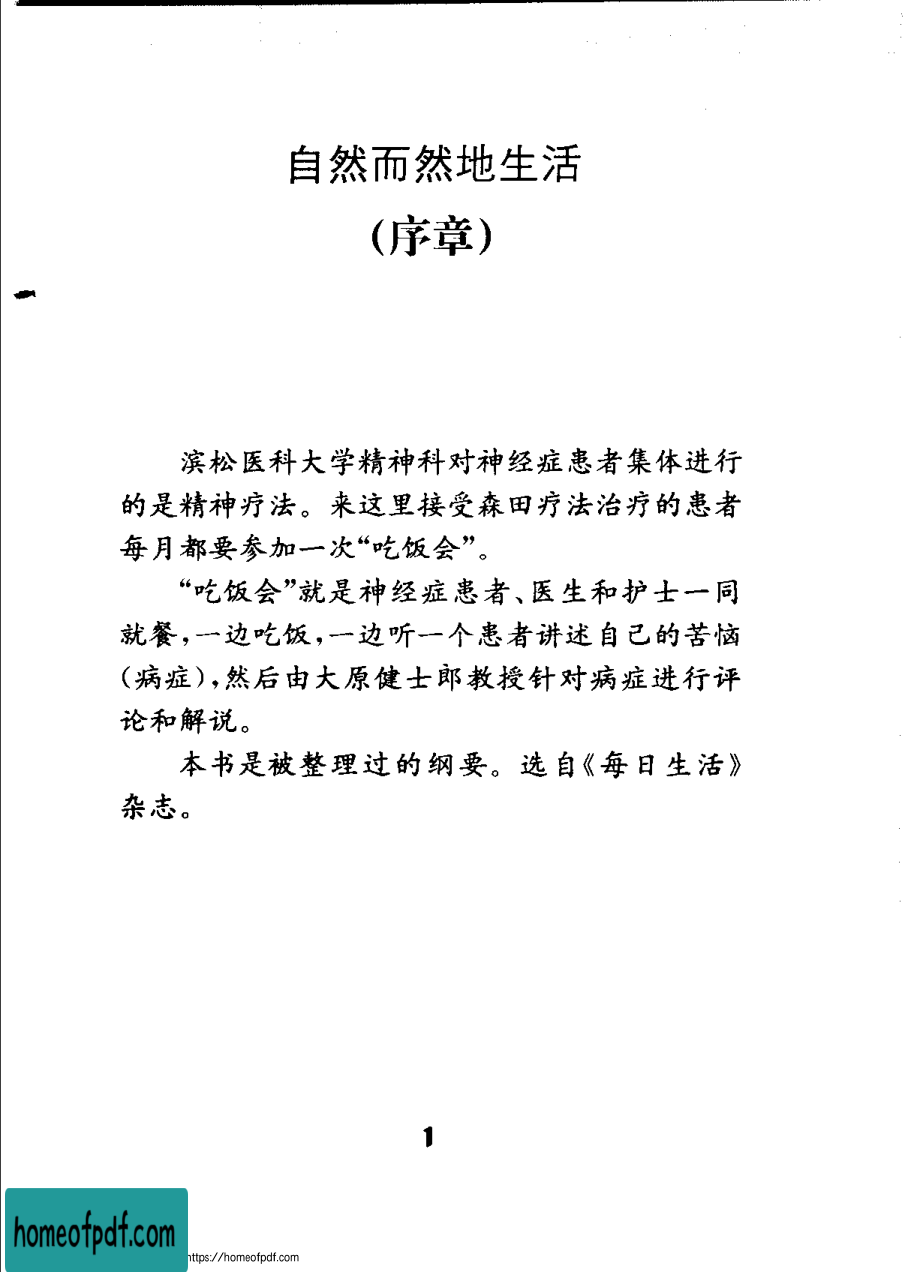 自然而然地生活
(序章)
滨松医科大学精神科对神经症患者集体进行
的是精神疗法。来这里接受森田疗法治疗的患者
每月都要参加一次“吃饭会”。
“吃饭会”就是神经症患者、医生和护士一同
就餐，一边吃饭，一边听一个患者讲述自己的苦恼
(病症)，然后由大原健士郎教授针对病症进行评
论和解说。
本书是被整理过的纲要。选自《每日生活》
杂志。
1
homeofpdf.com
https://homeofpdf.com